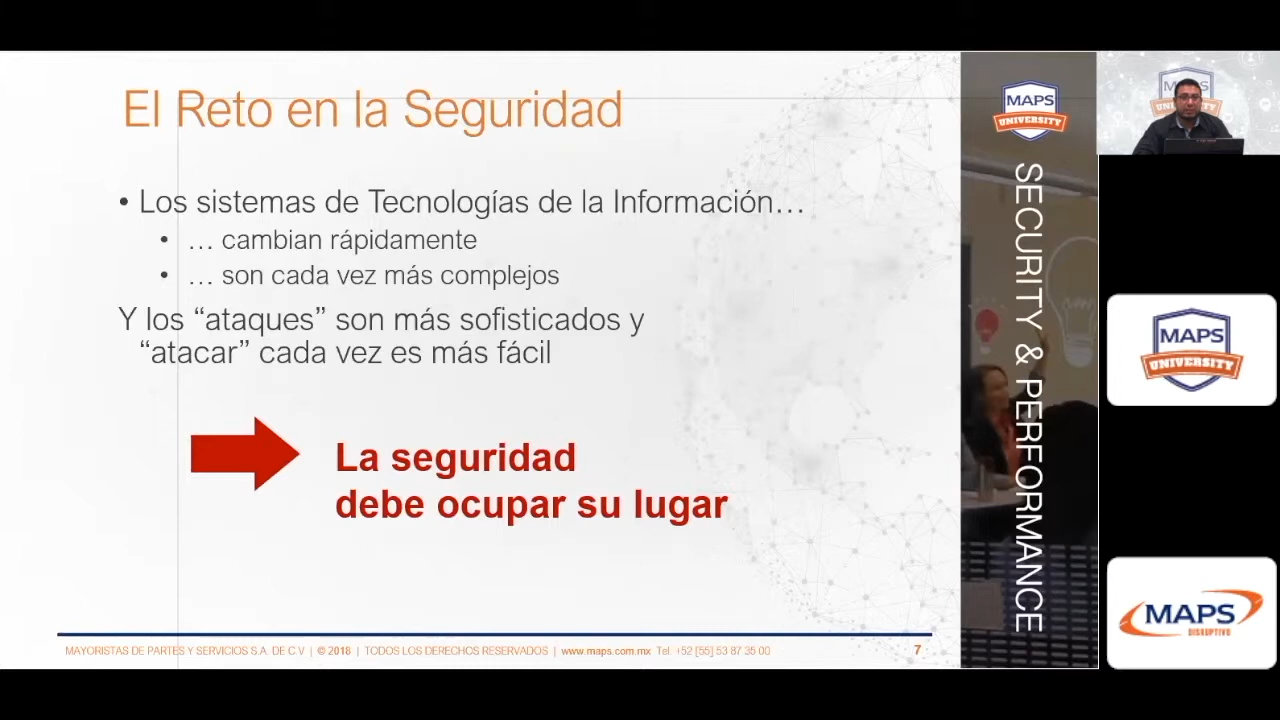 El Reto en la Seguridad
• Los sistemas de Tecnologías de la Información…
• … cambian rápidamente
• … son cada vez más complejos
Y los “ataques” son más sofisticados y
“atacar” cada vez es más fácil
La seguridad
debe ocupar su lugar
MAYORISTAS DE PARTES Y SERVICIOS S.A. DE C.V | © 2018 | TODOS LOS DERECHOS RESERVADOS | www.maps.com.mx Tel. +52 [55] 53 87 35 00
7
MAPS
UNIVERSITY
SECURITY & PERFORMANCE
MAPS
UNIVERSITY
MAPS
UNIVERSITY
MAPS
DISRUPTIVO